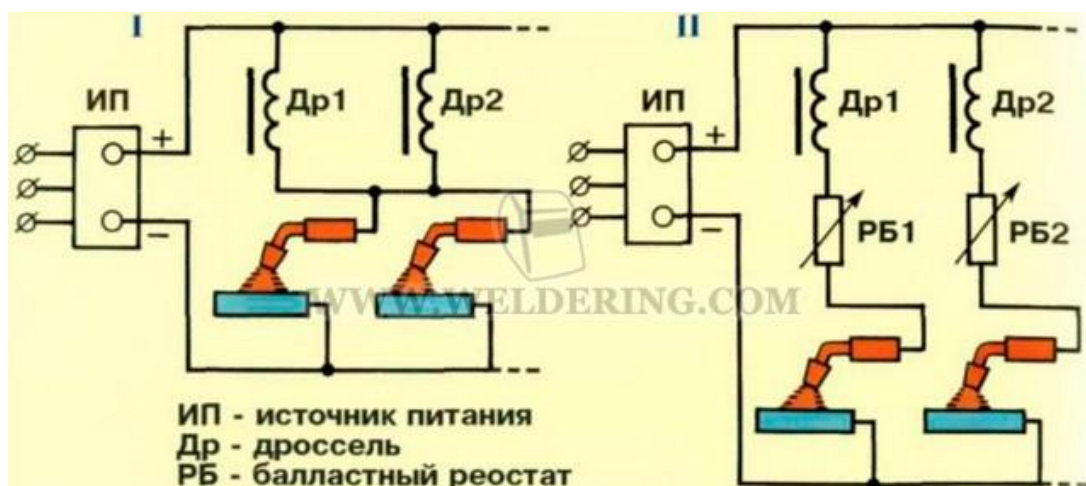 I
II
ИП
+
−
Др1
Др2
ИП
+
−
Др1
Др2
РБ1
РБ2
WWW.WELDERING.COM
ИП - источник питания
Др - дроссель
РБ - балластный реостат